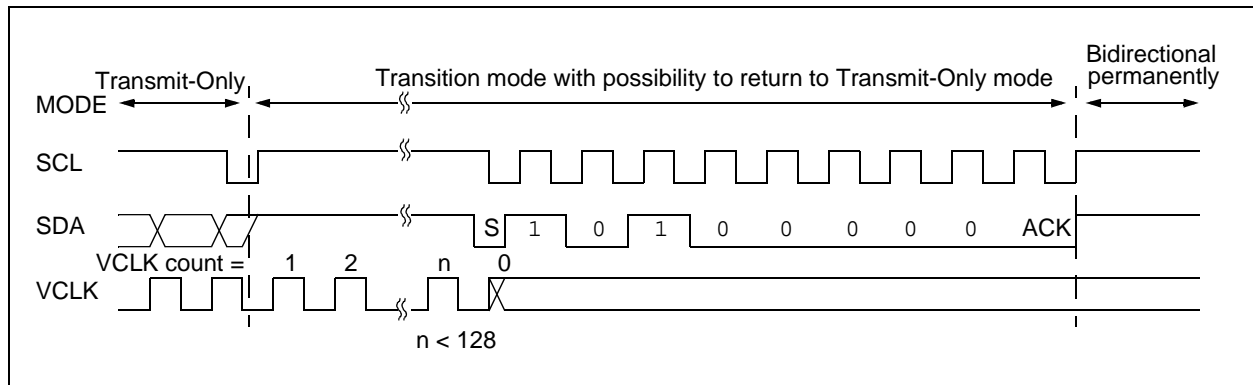 Transmit-Only
Transition mode with possibility to return to Transmit-Only mode
Bidirectional
permanently
MODE
SCL
SDA
S 1 0 1 0 0 0 0 0 ACK
VCLK count = 1 2 n 0
VCLK
n < 128